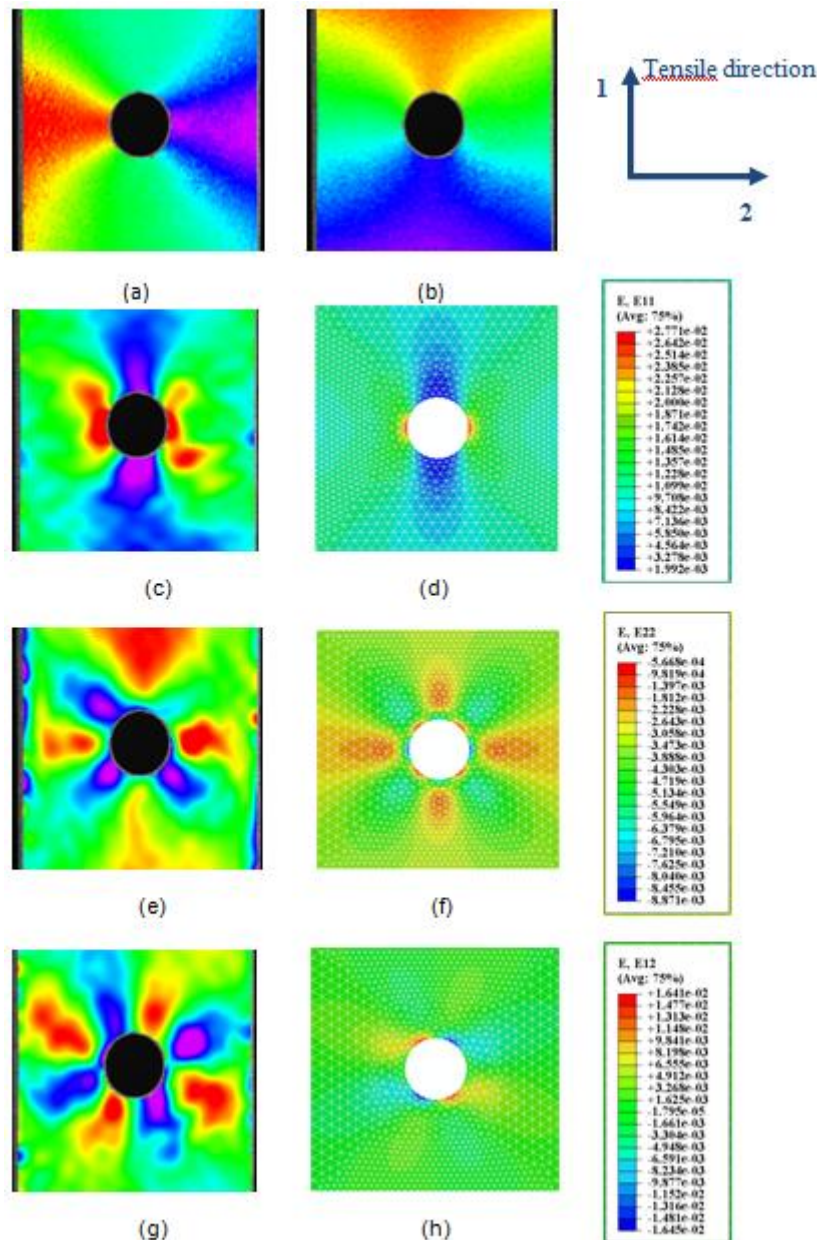 Tensile direction
1
2
(a)
(b)
E, E11
(Avg: 75%)
+2.771e-02
+2.642e-02
+2.514e-02
+2.385e-02
+2.257e-02
+2.128e-02
+2.000e-02
+1.871e-02
+1.742e-02
+1.614e-02
+1.485e-02
+1.357e-02
+1.228e-02
+1.099e-02
+9.708e-03
+8.422e-03
+7.136e-03
+5.850e-03
+4.564e-03
+3.278e-03
+1.992e-03
(c)
(d)
E, E22
(Avg: 75%)
-5.668e-04
-9.819e-04
-1.397e-03
-1.812e-03
-2.228e-03
-2.643e-03
-3.058e-03
-3.473e-03
-3.888e-03
-4.303e-03
-4.719e-03
-5.134e-03
-5.549e-03
-5.964e-03
-6.379e-03
-6.795e-03
-7.210e-03
-7.625e-03
-8.040e-03
-8.455e-03
-8.871e-03
(e)
(f)
E, E12
(Avg: 75%)
+1.641e-02
+1.477e-02
+1.313e-02
+1.148e-02
+9.841e-03
+8.198e-03
+6.555e-03
+4.912e-03
+3.268e-03
+1.625e-03
-1.795e-05
-1.661e-03
-3.304e-03
-4.948e-03
-6.591e-03
-8.234e-03
-9.877e-03
-1.152e-02
-1.316e-02
-1.481e-02
-1.645e-02
(g)
(h)